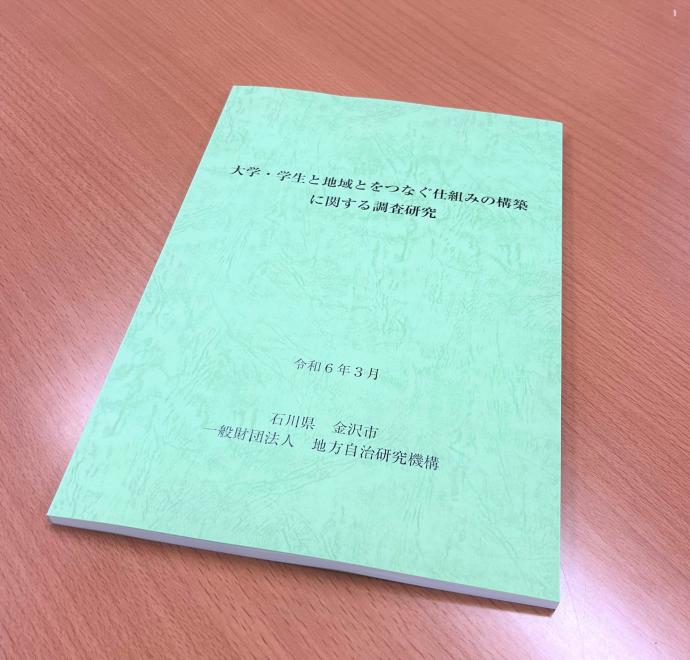 大学・学生と地域とをつなぐ仕組みの構築
に関する調査研究
令和６年３月
石川県　金沢市
一般財団法人　地方自治研究機構